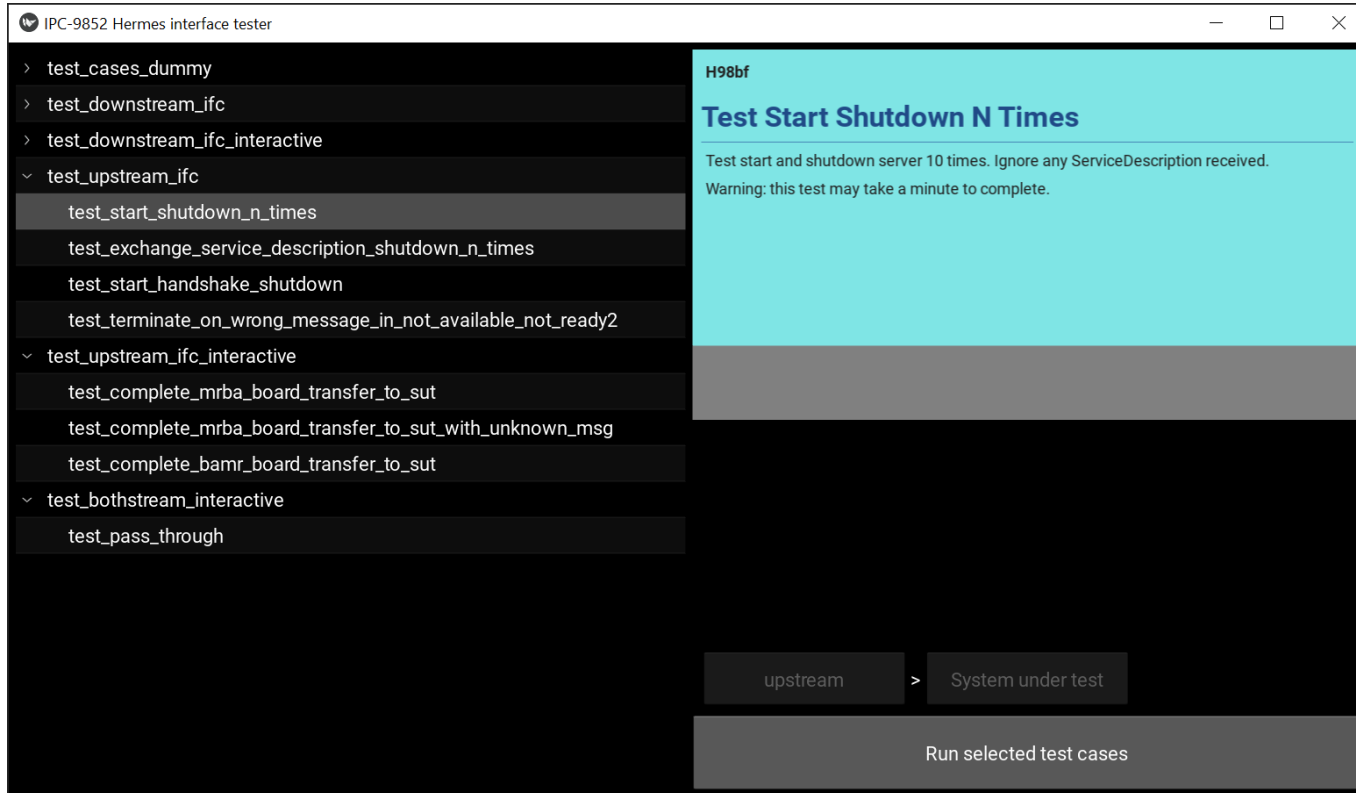 IPC-9852 Hermes interface tester
test_cases_dummy
test_downstream_ifc
test_downstream_ifc_interactive
test_upstream_ifc
test_start_shutdown_n_times
test_exchange_service_description_shutdown_n_times
test_start_handshake_shutdown
test_terminate_on_wrong_message_in_not_available_not_ready2
test_upstream_ifc_interactive
test_complete_mrba_board_transfer_to_sut
test_complete_mrba_board_transfer_to_sut_with_unknown_msg
test_complete_bamr_board_transfer_to_sut
test_bothstream_interactive
test_pass_through
H98bf
Test Start Shutdown N Times
Test start and shutdown server 10 times. Ignore any ServiceDescription received.
Warning: this test may take a minute to complete.
upstream > System under test
Run selected test cases